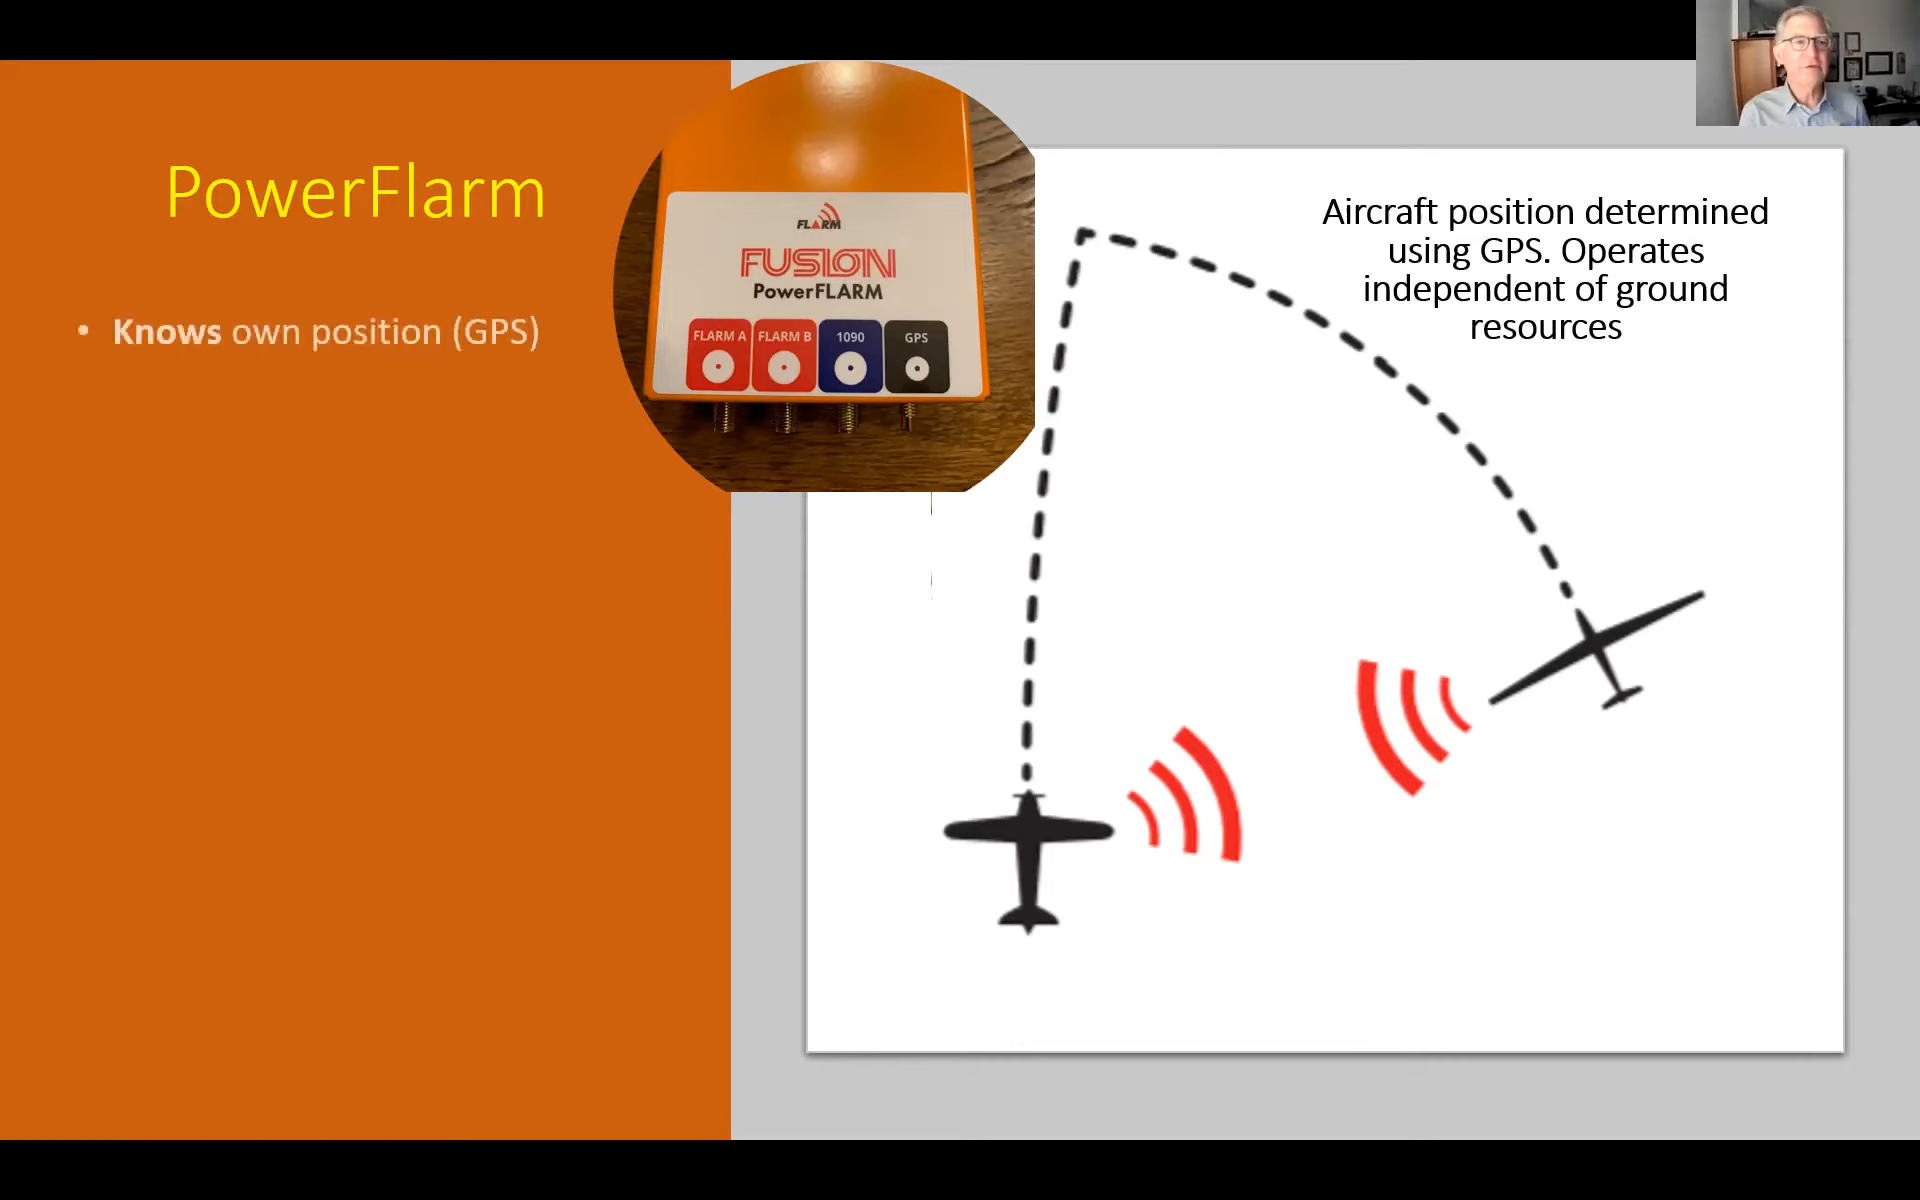 PowerFlarm
• Knows own position (GPS)
FLARM
FUSION
PowerFLARM
FLARM A
FLARM B
1090
GPS
Aircraft position determined
using GPS. Operates
independent of ground
resources